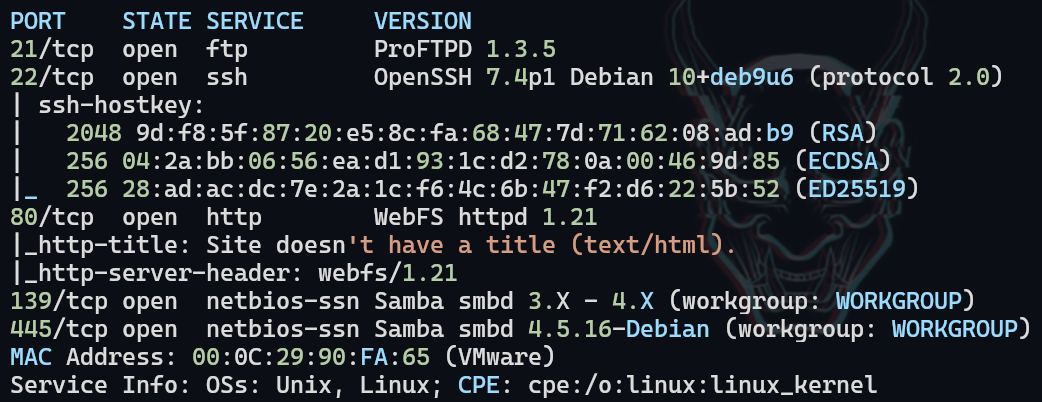 PORT    STATE SERVICE     VERSION
21/tcp  open  ftp         ProFTPD 1.3.5
22/tcp  open  ssh         OpenSSH 7.4p1 Debian 10+deb9u6 (protocol 2.0)
| ssh-hostkey:
|   2048 9d:f8:5f:87:20:e5:8c:fa:68:47:7d:71:62:08:ad:b9 (RSA)
|   256 04:2a:bb:06:56:ea:d1:93:1c:d2:78:0a:00:46:9d:85 (ECDSA)
|_  256 28:ad:ac:dc:7e:2a:1c:f6:4c:6b:47:f2:d6:22:5b:52 (ED25519)
80/tcp  open  http        WebFS httpd 1.21
|_http-title: Site doesn't have a title (text/html).
|_http-server-header: webfs/1.21
139/tcp open  netbios-ssn Samba smbd 3.X - 4.X (workgroup: WORKGROUP)
445/tcp open  netbios-ssn Samba smbd 4.5.16-Debian (workgroup: WORKGROUP)
MAC Address: 00:0C:29:90:FA:65 (VMware)
Service Info: OSs: Unix, Linux; CPE: cpe:/o:linux:linux_kernel